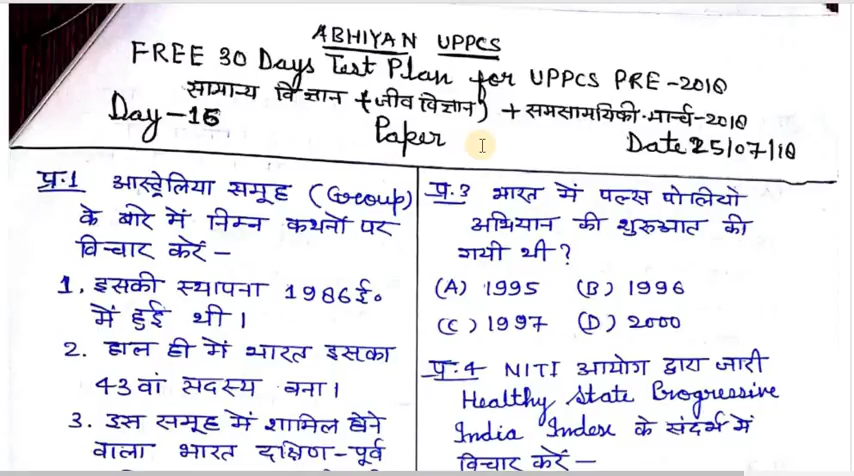 ABHIYAN UPPCS
FREE 30 Days Test Plan for UPPCS PRE-2018
सामान्य विज्ञान + (जीव विज्ञान) + समसामयिकी-मार्च-2018
Day-15 Paper Date 25/07/18
प्र.1 आस्ट्रेलिया समूह (Group)
के बारे में निम्न कथनों पर
विचार करें -
1. इसकी स्थापना 1986ई॰
में हुई थी।
2. हाल ही में भारत इसका
43वां सदस्य बना।
3. उस समूह में शामिल होने
वाला भारत दक्षिण-पूर्व
प्र.3 भारत में पल्स पोलियो
अभियान की शुरुआत की
गयी थी?
(A) 1995 (B) 1996
(C) 1997 (D) 2000
प्र.4 NITI आयोग द्वारा जारी
Healthy State Progressive
India Index के संदर्भ में
विचार करें -